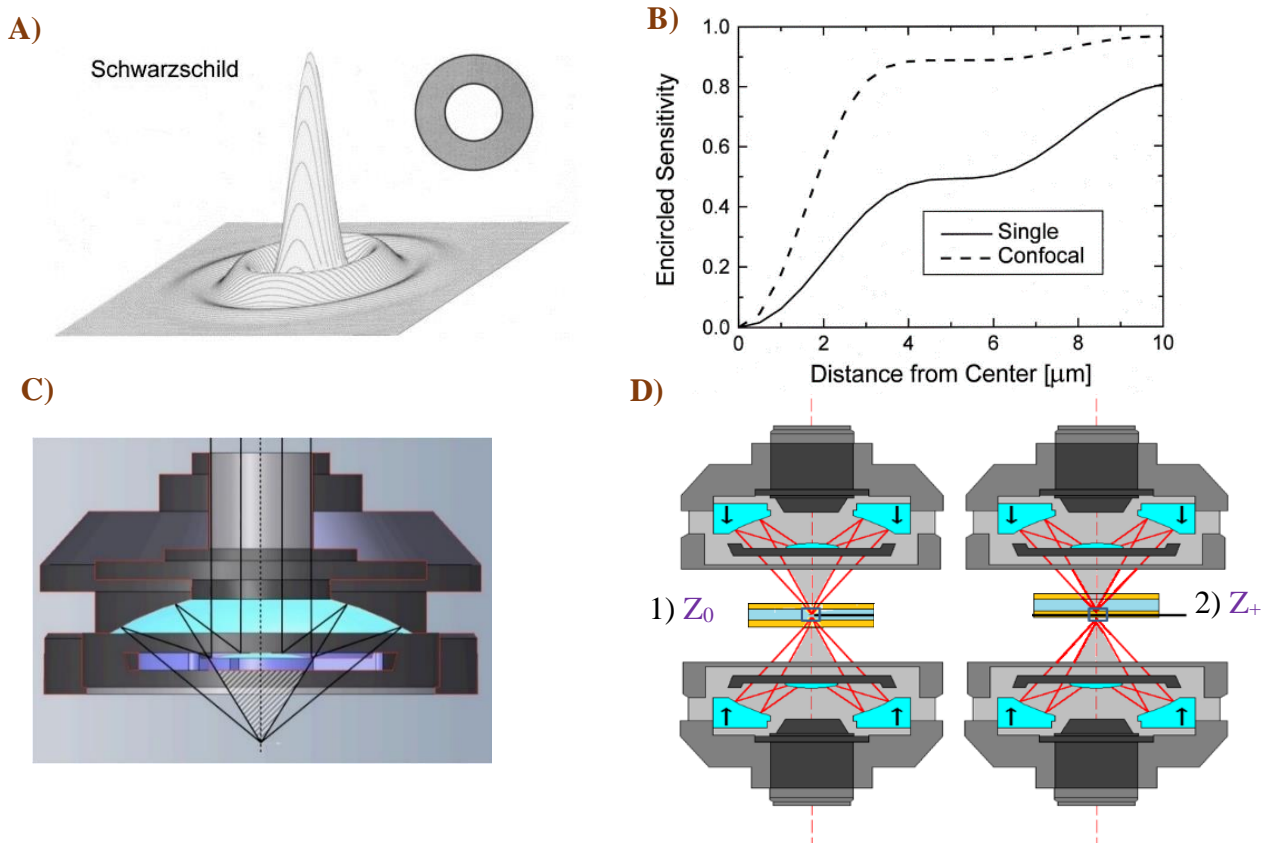 A)
Schwarzschild
B)
Encircled Sensitivity
1.0
0.8
0.6
0.4
0.2
0.0
Single
Confocal
0 2 4 6 8 10
Distance from Center [μm]
C)
D)
1) Z₀
2) Z₊